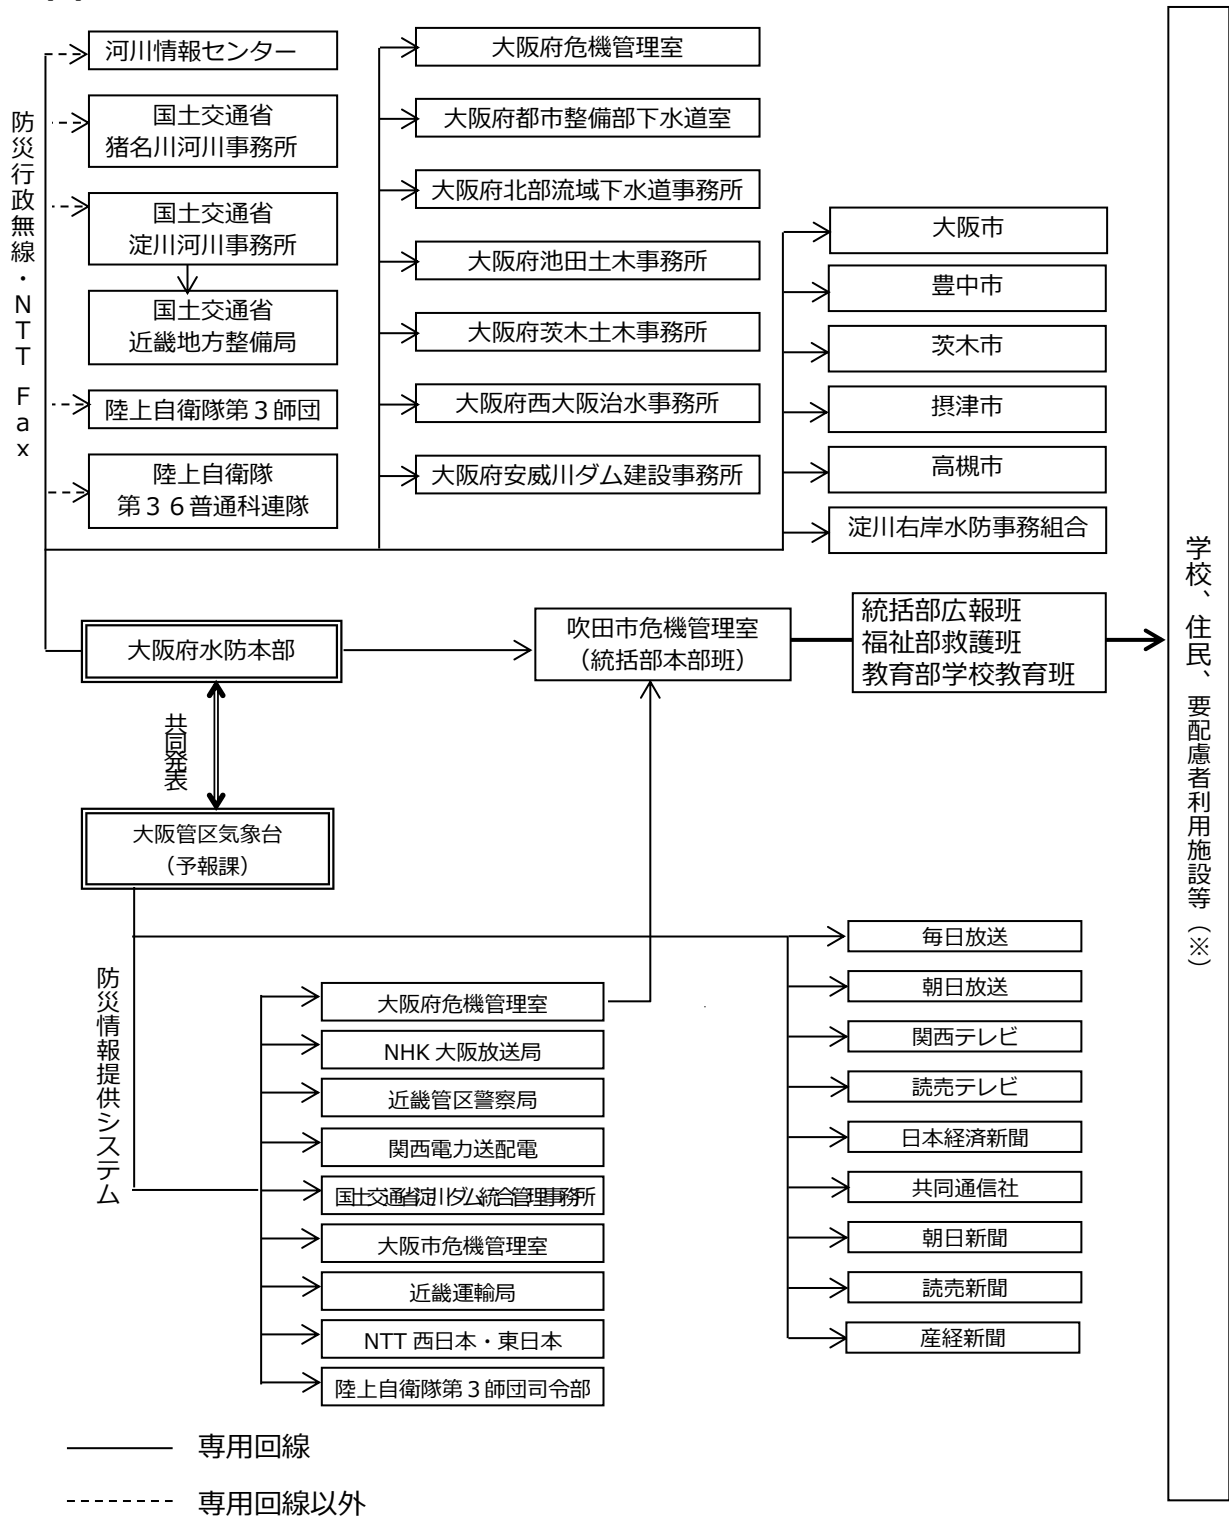 防災行政無線・NTT Fax
河川情報センター
国土交通省
猪名川河川事務所
国土交通省
淀川河川事務所
国土交通省
近畿地方整備局
陸上自衛隊第３師団
陸上自衛隊
第３６普通科連隊
大阪府危機管理室
大阪府都市整備部下水道室
大阪府北部流域下水道事務所
大阪府池田土木事務所
大阪府茨木土木事務所
大阪府西大阪治水事務所
大阪府安威川ダム建設事務所
大阪市
豊中市
茨木市
摂津市
高槻市
淀川右岸水防事務組合
大阪府水防本部
吹田市危機管理室
（統括部本部班）
統括部広報班
福祉部救護班
教育部学校教育班
学校、住民、要配慮者利用施設等（※）
共同発表
大阪管区気象台
（予報課）
防災情報提供システム
大阪府危機管理室
NHK 大阪放送局
近畿管区警察局
関西電力送配電
国土交通省淀川ダム統合管理事務所
大阪市危機管理室
近畿運輸局
NTT 西日本・東日本
陸上自衛隊第３師団司令部
毎日放送
朝日放送
関西テレビ
読売テレビ
日本経済新聞
共同通信社
朝日新聞
読売新聞
産経新聞
専用回線
専用回線以外